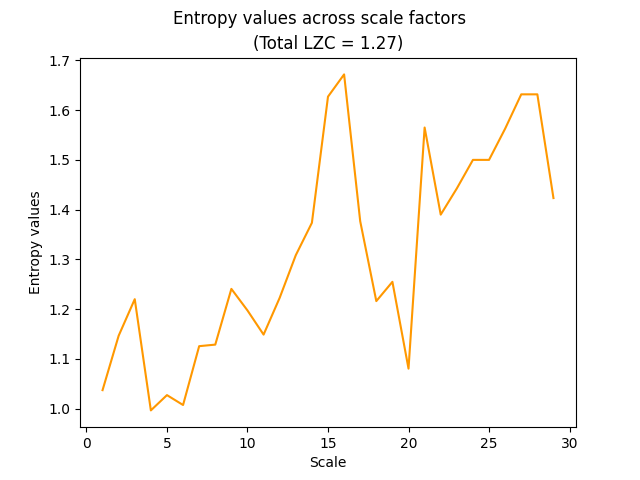 Entropy values across scale factors
(Total LZC = 1.27)
1.7
1.6
1.5
1.4
1.3
1.2
1.1
1.0
Entropy values
0 5 10 15 20 25 30
Scale